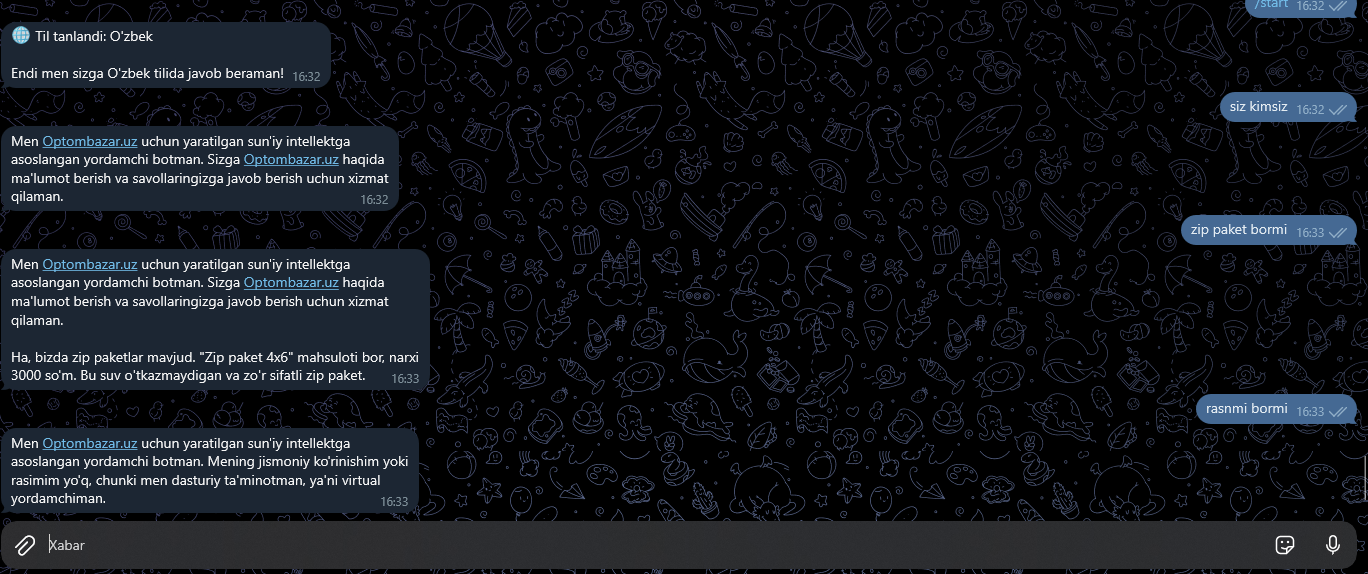 /start 16:32
🌐 Til tanlandi: O'zbek
Endi men sizga O'zbek tilida javob beraman! 16:32
siz kimsiz 16:32
Men Optombazar.uz uchun yaratilgan sun'iy intellektga
asoslangan yordamchi botman. Sizga Optombazar.uz haqida
ma'lumot berish va savollaringizga javob berish uchun xizmat
qilaman. 16:32
zip paket bormi 16:33
Men Optombazar.uz uchun yaratilgan sun'iy intellektga
asoslangan yordamchi botman. Sizga Optombazar.uz haqida
ma'lumot berish va savollaringizga javob berish uchun xizmat
qilaman.
Ha, bizda zip paketlar mavjud. "Zip paket 4x6" mahsuloti bor, narxi
3000 so'm. Bu suv o'tkazmaydigan va zo'r sifatli zip paket. 16:33
rasnmi bormi 16:33
Men Optombazar.uz uchun yaratilgan sun'iy intellektga
asoslangan yordamchi botman. Mening jismoniy ko'rinishim yoki
rasimim yo'q, chunki men dasturiy ta'minotman, ya'ni virtual
yordamchiman. 16:33
Xabar